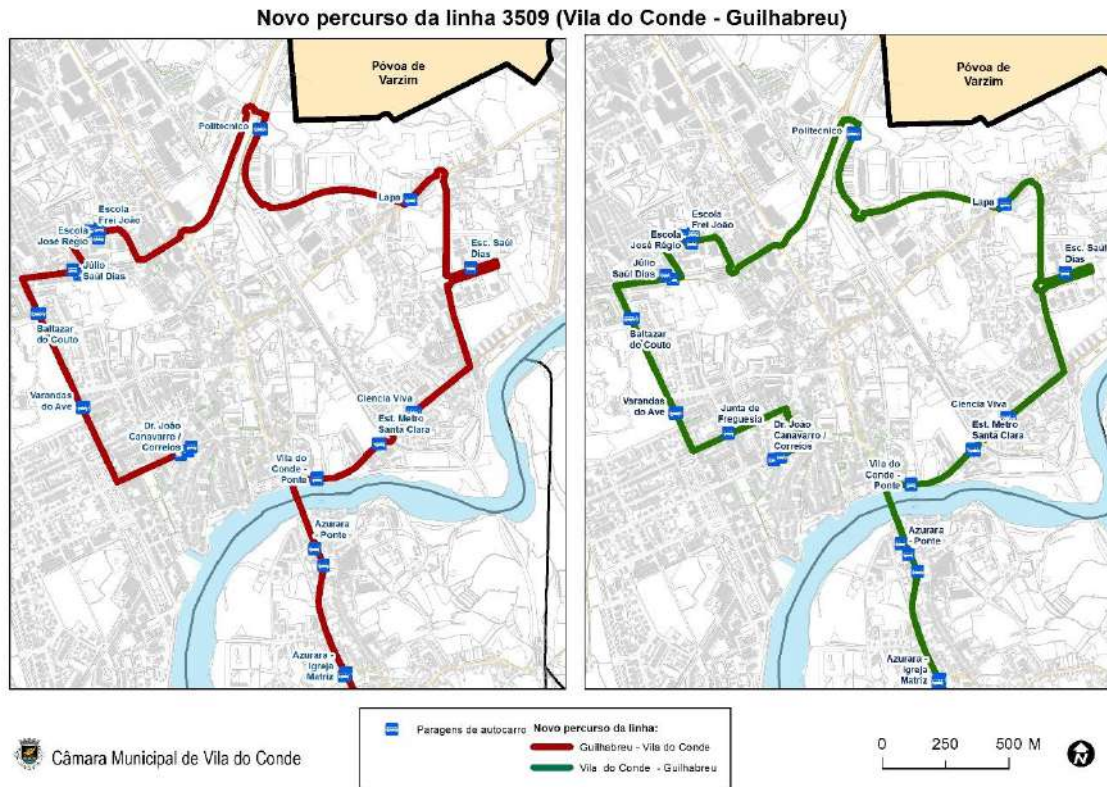 Novo percurso da linha 3509 (Vila do Conde - Guilhabreu)
Póvoa de
Varzim
Politecnico
Lapa
Escola
Frei João
Escola
José Régio
Júlio
Saúl Dias
Esc. Saúl
Dias
Baltazar
do Couto
Varandas
do Ave
Ciencia Viva
Est. Metro
Santa Clara
Dr. João
Canavarro /
Correios
Vila do
Conde -
Ponte
Azurara
- Ponte
Azurara -
Igreja
Matriz
Póvoa de
Varzim
Politecnico
Lapa
Escola
Frei João
Escola
José Régio
Júlio
Saúl Dias
Esc. Saúl
Dias
Baltazar
do Couto
Varandas
do Ave
Junta de
Freguesia
Ciencia Viva
Est. Metro
Santa Clara
Dr. João
Canavarro /
Correios
Vila do
Conde -
Ponte
Azurara
- Ponte
Azurara -
Igreja
Matriz
Câmara Municipal de Vila do Conde
Paragens de autocarro
Novo percurso da linha:
Guilhabreu - Vila do Conde
Vila do Conde - Guilhabreu
0 250 500 M
N